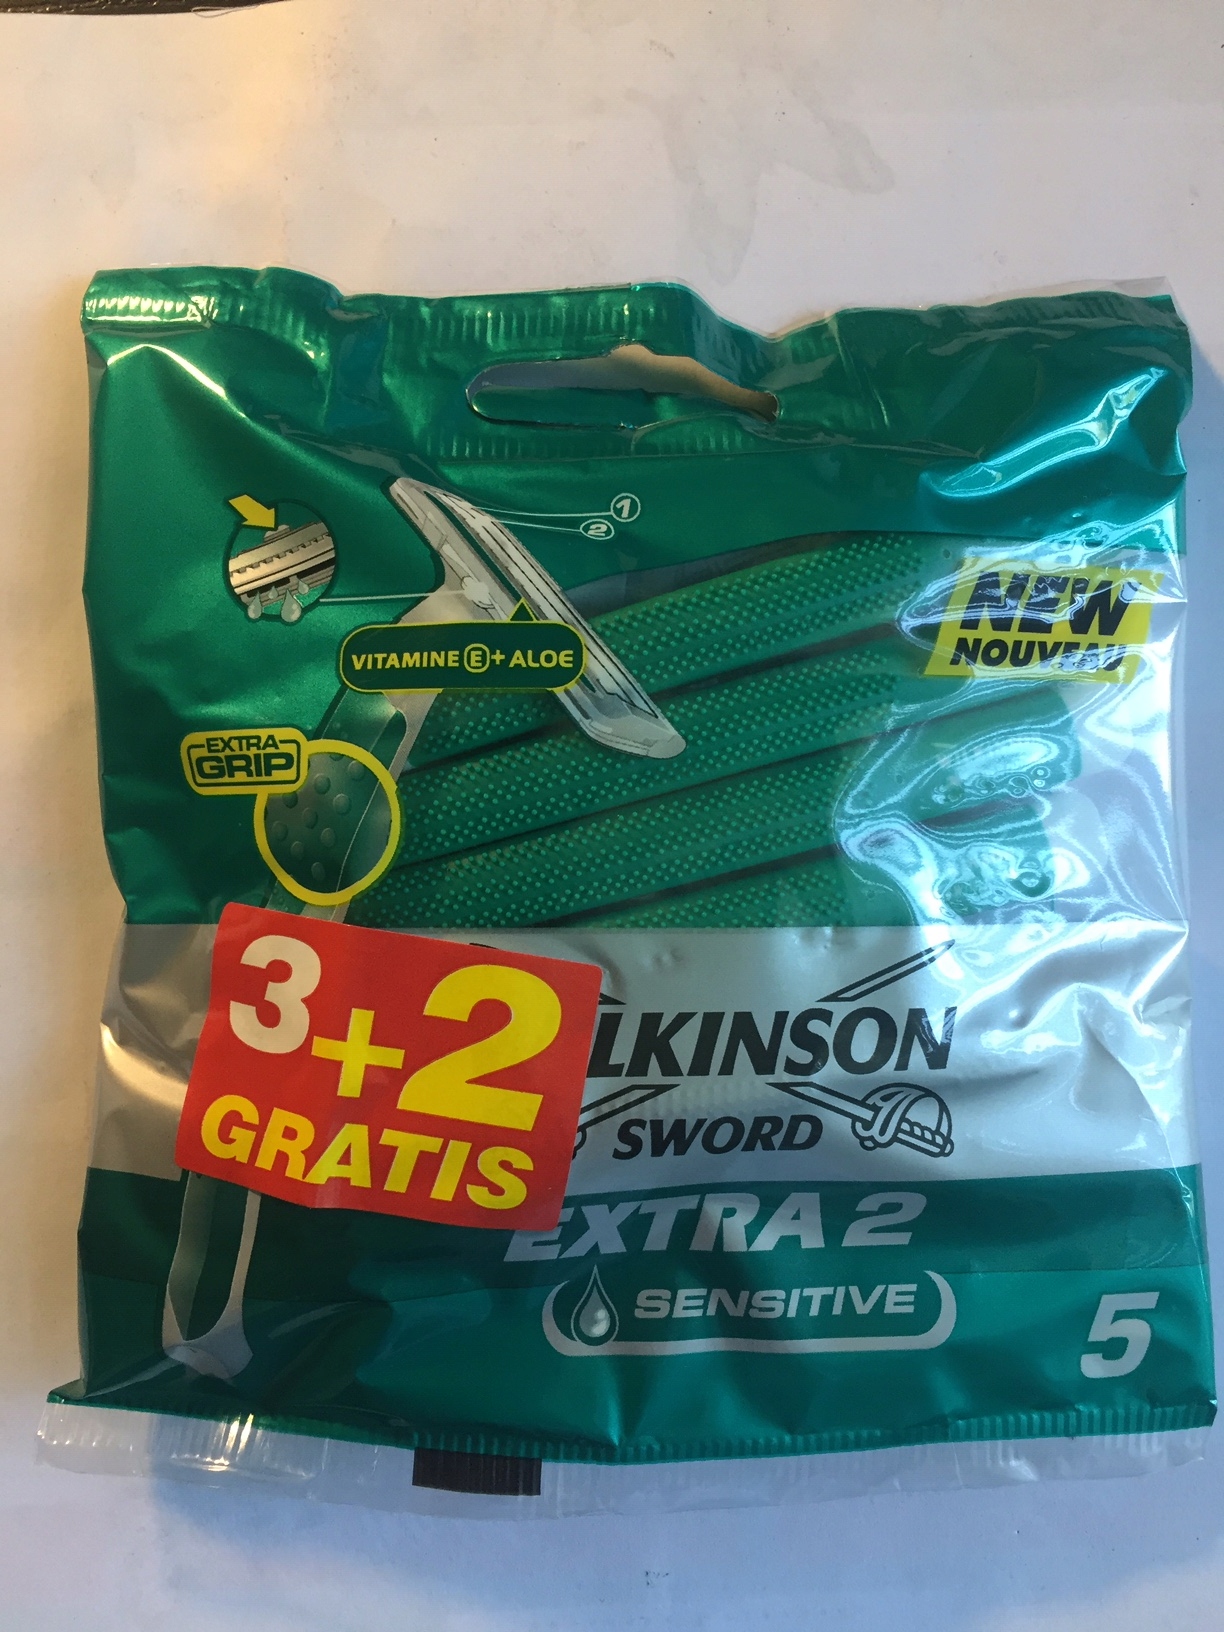 1
2
NEW
NOUVEAU
VITAMINE E + ALOE
EXTRA
GRIP
3+2
GRATIS
LKINSON
SWORD
EXTRA 2
SENSITIVE
5